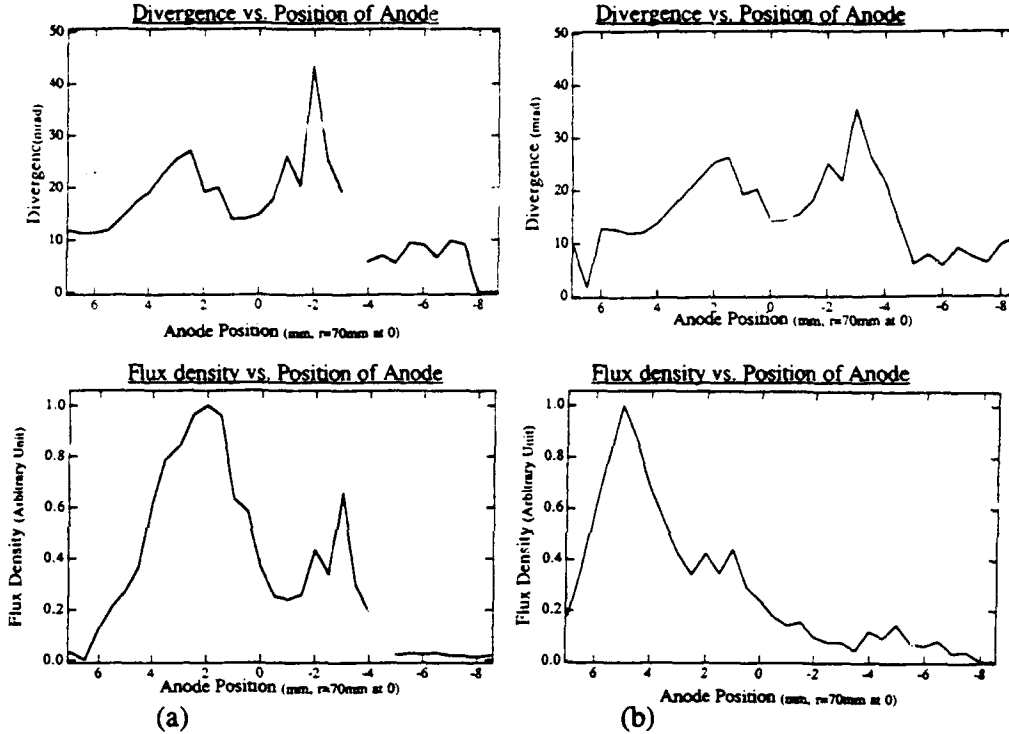 Divergence vs. Position of Anode
50
40
30
20
10
0
Divergenc(mrad)
6 4 2 0 -2 -4 -6 -8
Anode Position (mm, r=70mm at 0)
Divergence vs. Position of Anode
50
40
30
20
10
0
Divergence (mrad)
6 4 2 0 -2 -4 -6 -8
Anode Position (mm, r=70mm at 0)
Flux density vs. Position of Anode
1.0
0.8
0.6
0.4
0.2
0.0
Flux Density (Arbitrary Unit)
6 4 2 0 -2 -4 -6 -8
Anode Position (mm, r=70mm at 0)
(a)
Flux density vs. Position of Anode
1.0
0.8
0.6
0.4
0.2
0.0
Flux Density (Arbitrary Unit)
6 4 2 0 -2 -4 -6 -8
Anode Position (mm, r=70mm at 0)
(b)